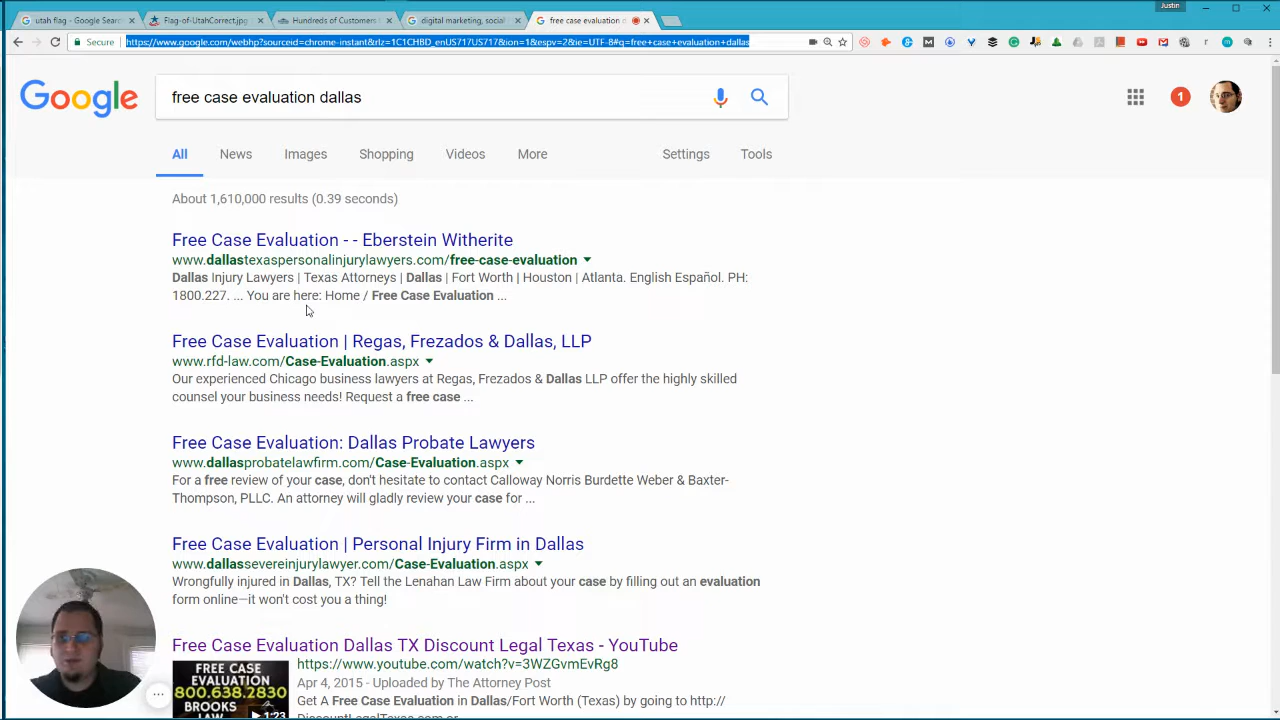 Justin
utah flag - Google Searc
Flag-of-UtahCorrect.jpg
Hundreds of Customers
digital marketing, social
free case evaluation d
Secure
https://www.google.com/webhp?sourceid=chrome-instant&rlz=1C1CHBD_enUS717US717&ion=1&espv=2&ie=UTF-8#q=free+case+evaluation+dallas
Google
free case evaluation dallas
1
All
News
Images
Shopping
Videos
More
Settings
Tools
About 1,610,000 results (0.39 seconds)
Free Case Evaluation - - Eberstein Witherite
www.dallastexaspersonalinjurylawyers.com/free-case-evaluation
Dallas Injury Lawyers | Texas Attorneys | Dallas | Fort Worth | Houston | Atlanta. English Español. PH:
1800.227. ... You are here: Home / Free Case Evaluation ...
Free Case Evaluation | Regas, Frezados & Dallas, LLP
www.rfd-law.com/Case-Evaluation.aspx
Our experienced Chicago business lawyers at Regas, Frezados & Dallas LLP offer the highly skilled
counsel your business needs! Request a free case ...
Free Case Evaluation: Dallas Probate Lawyers
www.dallasprobatelawfirm.com/Case-Evaluation.aspx
For a free review of your case, don't hesitate to contact Calloway Norris Burdette Weber & Baxter-
Thompson, PLLC. An attorney will gladly review your case for ...
Free Case Evaluation | Personal Injury Firm in Dallas
www.dallassevereinjurylawyer.com/Case-Evaluation.aspx
Wrongfully injured in Dallas, TX? Tell the Lenahan Law Firm about your case by filling out an evaluation
form online—it won't cost you a thing!
Free Case Evaluation Dallas TX Discount Legal Texas - YouTube
https://www.youtube.com/watch?v=3WZGvmEvRg8
Apr 4, 2015 - Uploaded by The Attorney Post
Get A Free Case Evaluation in Dallas/Fort Worth (Texas) by going to http://
FREE CASE
EVALUATION
800.638.2830
BROOKS
LAW
1:23